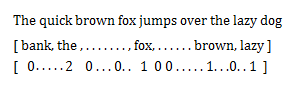 The quick brown fox jumps over the lazy dog
[ bank, the , . . . . . . . , fox, . . . . . . brown, lazy ]
[ 0 . . . . . 2 0 . . . 0 . . 1 0 0 . . . . . 1 . . . 0 . . 1 ]